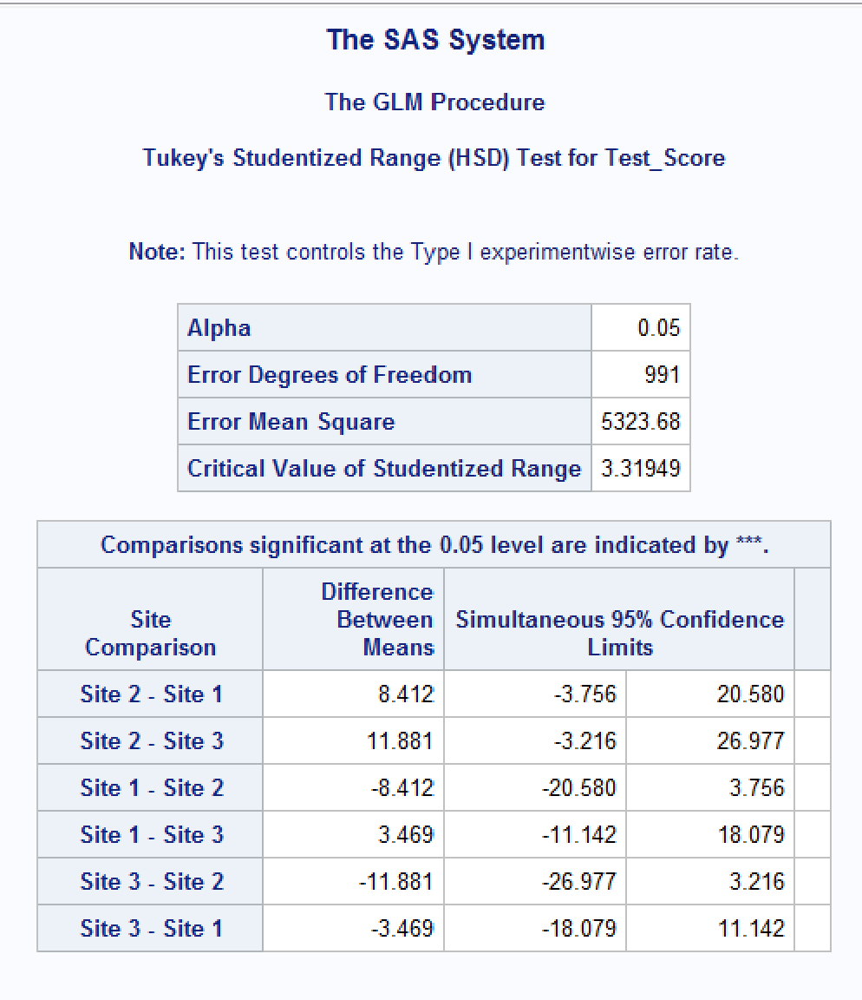 The SAS System
The GLM Procedure
Tukey's Studentized Range (HSD) Test for Test_Score
Note: This test controls the Type I experimentwise error rate.
Alpha 0.05
Error Degrees of Freedom 991
Error Mean Square 5323.68
Critical Value of Studentized Range 3.31949
Comparisons significant at the 0.05 level are indicated by ***.
Site
Comparison
Difference
Between
Means
Simultaneous 95% Confidence
Limits
Site 2 - Site 1 8.412 -3.756 20.580
Site 2 - Site 3 11.881 -3.216 26.977
Site 1 - Site 2 -8.412 -20.580 3.756
Site 1 - Site 3 3.469 -11.142 18.079
Site 3 - Site 2 -11.881 -26.977 3.216
Site 3 - Site 1 -3.469 -18.079 11.142